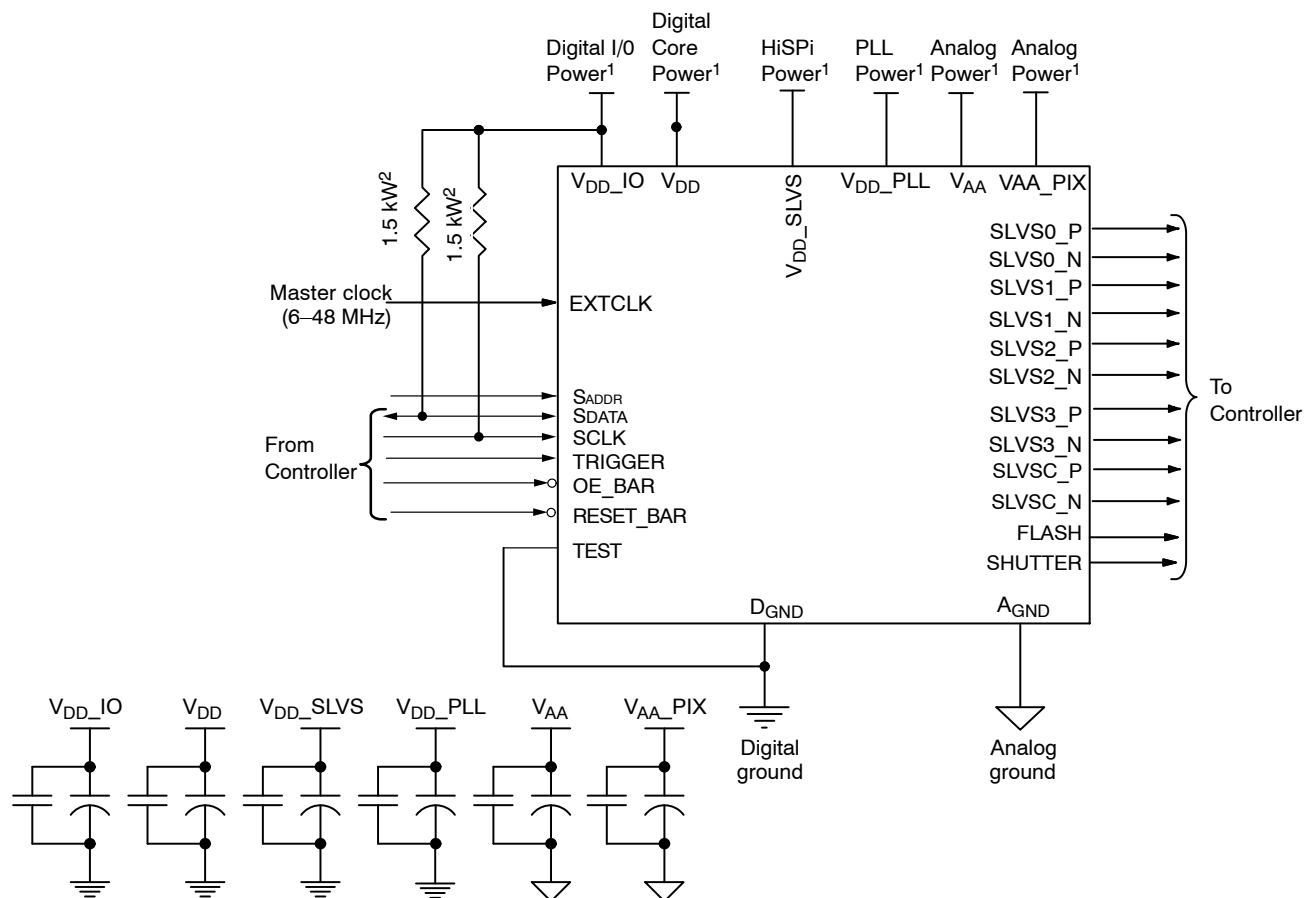 Digital I/0
Power¹
Digital
Core
Power¹
HiSPi
Power¹
PLL
Power¹
Analog
Power¹
Analog
Power¹
1.5 kW²
1.5 kW²
VDD_IO
VDD
VDD_SLVS
VDD_PLL
VAA
VAA_PIX
Master clock
(6–48 MHz)
EXTCLK
From
Controller
SADDR
SDATA
SCLK
TRIGGER
OE_BAR
RESET_BAR
TEST
SLVS0_P
SLVS0_N
SLVS1_P
SLVS1_N
SLVS2_P
SLVS2_N
SLVS3_P
SLVS3_N
SLVSC_P
SLVSC_N
FLASH
SHUTTER
To
Controller
DGND
AGND
Digital
ground
Analog
ground
VDD_IO
VDD
VDD_SLVS
VDD_PLL
VAA
VAA_PIX